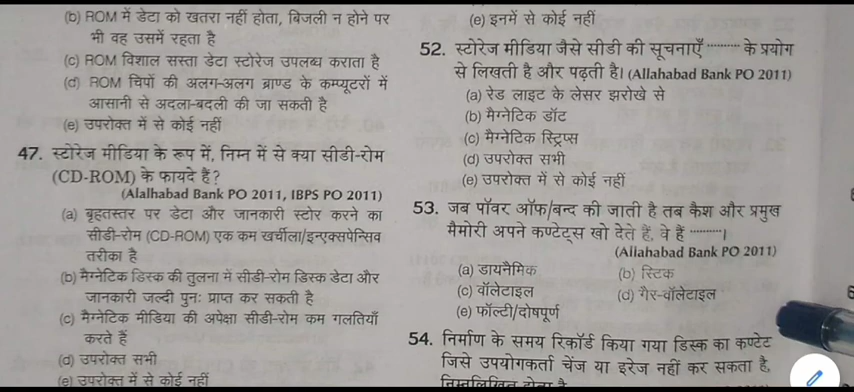 (b) ROM में डेटा को खतरा नहीं होता, बिजली न होने पर
भी वह उसमें रहता है
(c) ROM विशाल सस्ता डेटा स्टोरेज उपलब्ध कराता है
(d) ROM चिपों की अलग-अलग ब्राण्ड के कम्प्यूटरों में
आसानी से अदला-बदली की जा सकती है
(e) उपरोक्त में से कोई नहीं
47. स्टोरेज मीडिया के रूप में, निम्न में से क्या सीडी-रोम
(CD-ROM) के फायदे हैं?
(Alalhabad Bank PO 2011, IBPS PO 2011)
(a) बृहतस्तर पर डेटा और जानकारी स्टोर करने का
सीडी-रोम (CD-ROM) एक कम खर्चीला/इन्एक्सपेन्सिव
तरीका है
(b) मैग्नेटिक डिस्क की तुलना में सीडी-रोम डिस्क डेटा और
जानकारी जल्दी पुनः प्राप्त कर सकती है
(c) मैग्नेटिक मीडिया की अपेक्षा सीडी-रोम कम गलतियाँ
करते हैं
(d) उपरोक्त सभी
(e) उपरोक्त में से कोई नहीं
(e) इनमें से कोई नहीं
52. स्टोरेज मीडिया जैसे सीडी की सूचनाएँ ......... के प्रयोग
से लिखती है और पढ़ती है। (Allahabad Bank PO 2011)
(a) रेड लाइट के लेसर झरोखे से
(b) मैग्नेटिक डॉट
(c) मैग्नेटिक स्ट्रिप्स
(d) उपरोक्त सभी
(e) उपरोक्त में से कोई नहीं
53. जब पॉवर ऑफ/बन्द की जाती है तब कैश और प्रमुख
मैमोरी अपने कण्टेट्स खो देते हैं, वे हैं .........।
(Allahabad Bank PO 2011)
(a) डायनैमिक (b) स्टिक
(c) वॉलेटाइल (d) गैर-वॉलेटाइल
(e) फॉल्टी/दोषपूर्ण
54. निर्माण के समय रिकॉर्ड किया गया डिस्क का कण्टेट
जिसे उपयोगकर्ता चेंज या इरेज नहीं कर सकता है,
निम्नलिखित होता है